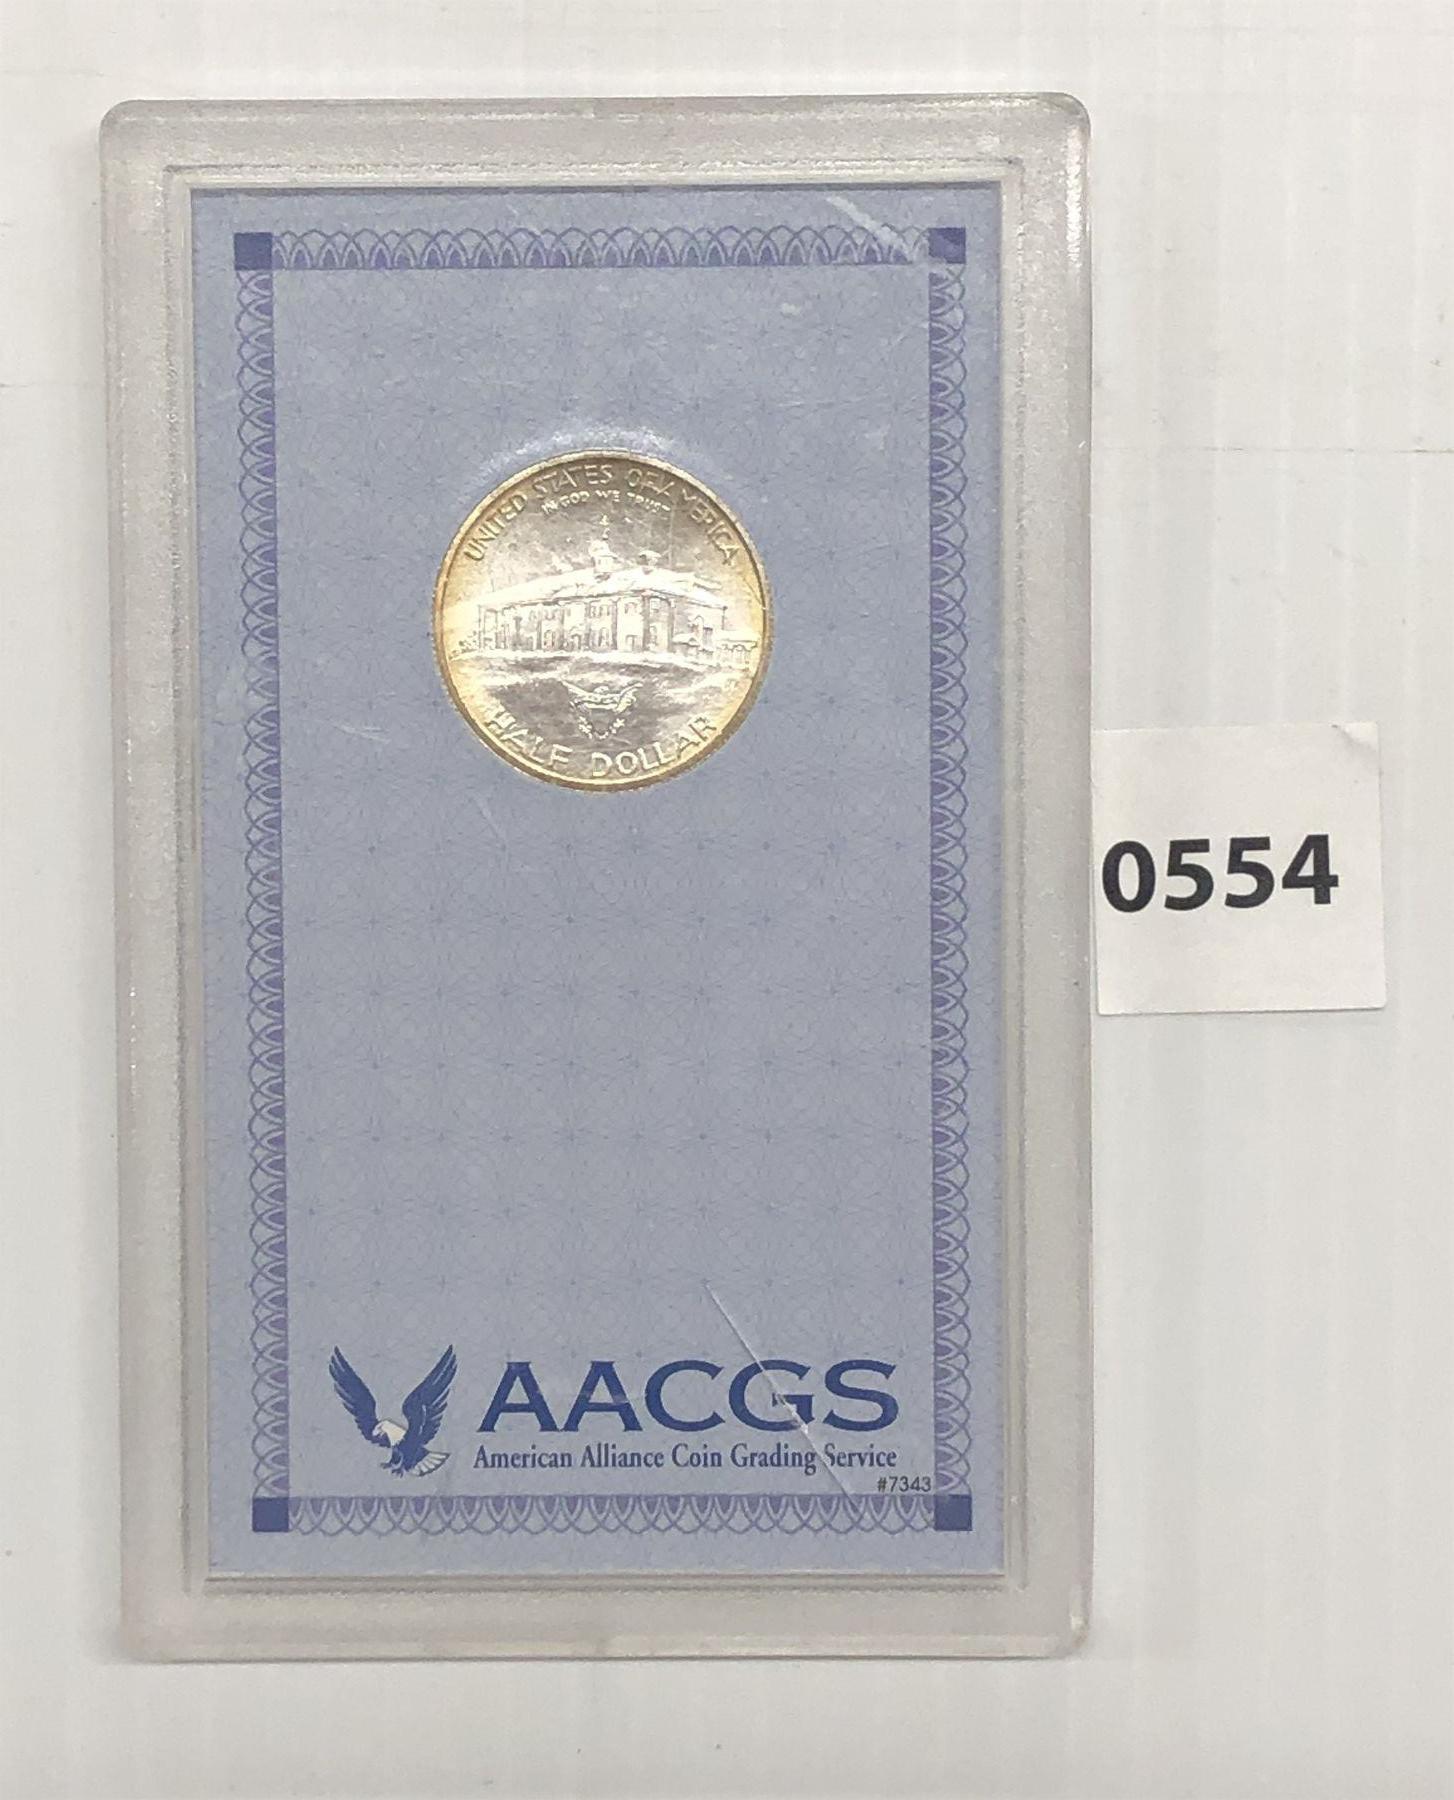 UNITED STATES OF AMERICA
IN GOD WE TRUST
HALF DOLLAR
0554
AACGS
American Alliance Coin Grading Service
#7343